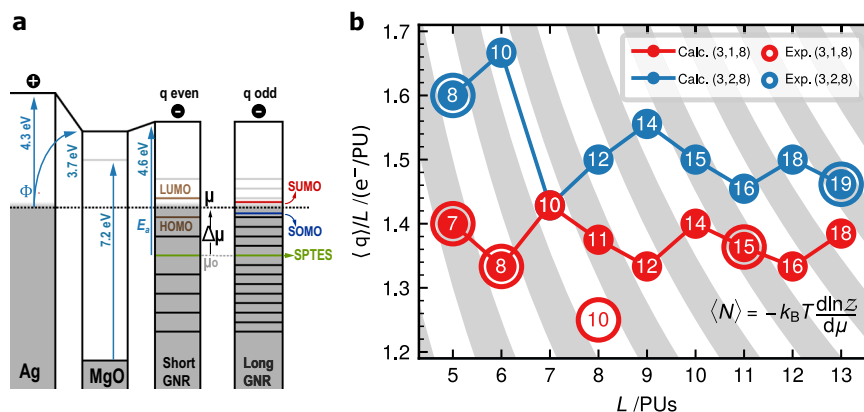 a
q even
q odd
4.3 eV
3.7 eV
4.6 eV
7.2 eV
Φ
LUMO
μ
SUMO
Eₐ
HOMO
Δμ
SOMO
μ₀
SPTES
Ag
MgO
Short
GNR
Long
GNR
b
⟨q⟩/L /(e⁻/PU)
1.7
1.6
1.5
1.4
1.3
1.2
Calc. (3,1,8)
Exp. (3,1,8)
Calc. (3,2,8)
Exp. (3,2,8)
8
10
12
14
15
16
18
19
7
8
10
11
12
14
15
16
18
10
⟨N⟩ = −k_B T dln𝒵/dμ
5 6 7 8 9 10 11 12 13
L /PUs